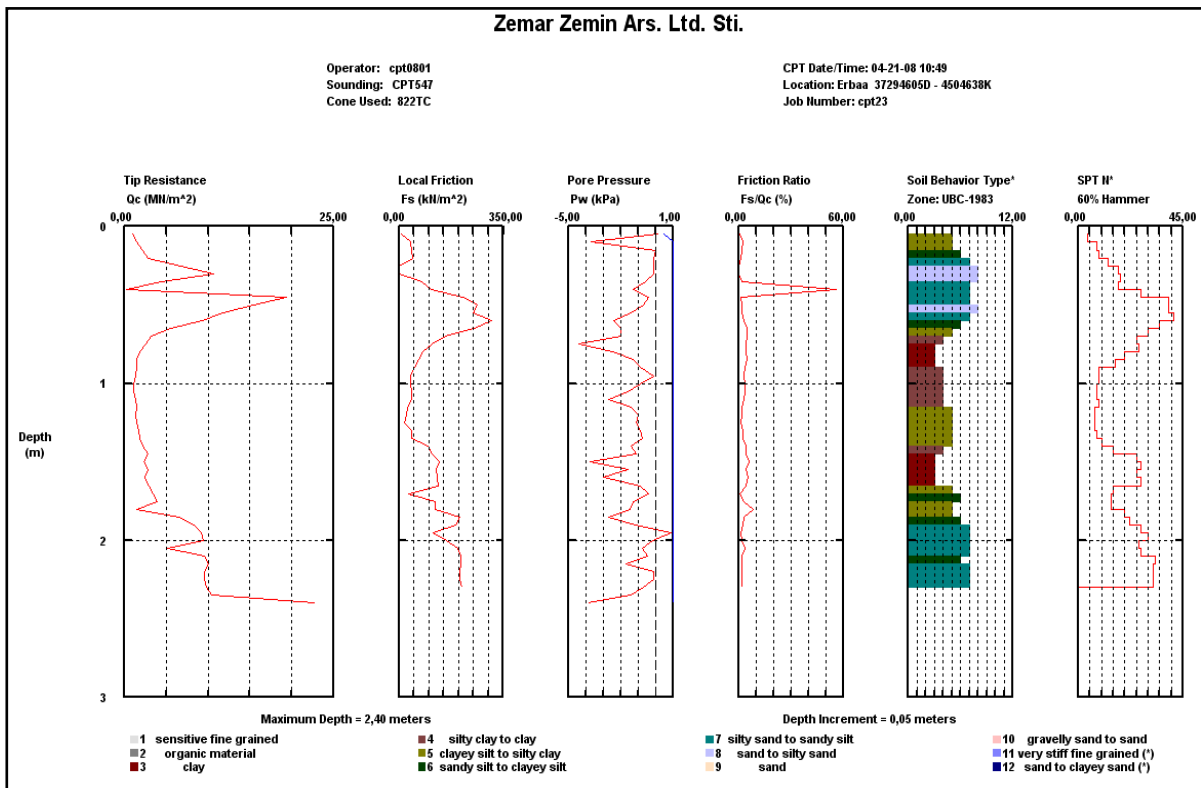 Zemar Zemin Ars. Ltd. Sti.
Operator: cpt0801
Sounding: CPT547
Cone Used: 822TC
CPT Date/Time: 04-21-08 10:49
Location: Erbaa 37294605D - 4504638K
Job Number: cpt23
Tip Resistance
Qc (MN/m^2)
0,00 25,00
Local Friction
Fs (kN/m^2)
0,00 350,00
Pore Pressure
Pw (kPa)
-5,00 1,00
Friction Ratio
Fs/Qc (%)
0,00 60,00
Soil Behavior Type*
Zone: UBC-1983
0,00 12,00
SPT N*
60% Hammer
0,00 45,00
0
1
Depth
(m)
2
3
Maximum Depth = 2,40 meters
Depth Increment = 0,05 meters
1 sensitive fine grained
2 organic material
3 clay
4 silty clay to clay
5 clayey silt to silty clay
6 sandy silt to clayey silt
7 silty sand to sandy silt
8 sand to silty sand
9 sand
10 gravelly sand to sand
11 very stiff fine grained (*)
12 sand to clayey sand (*)